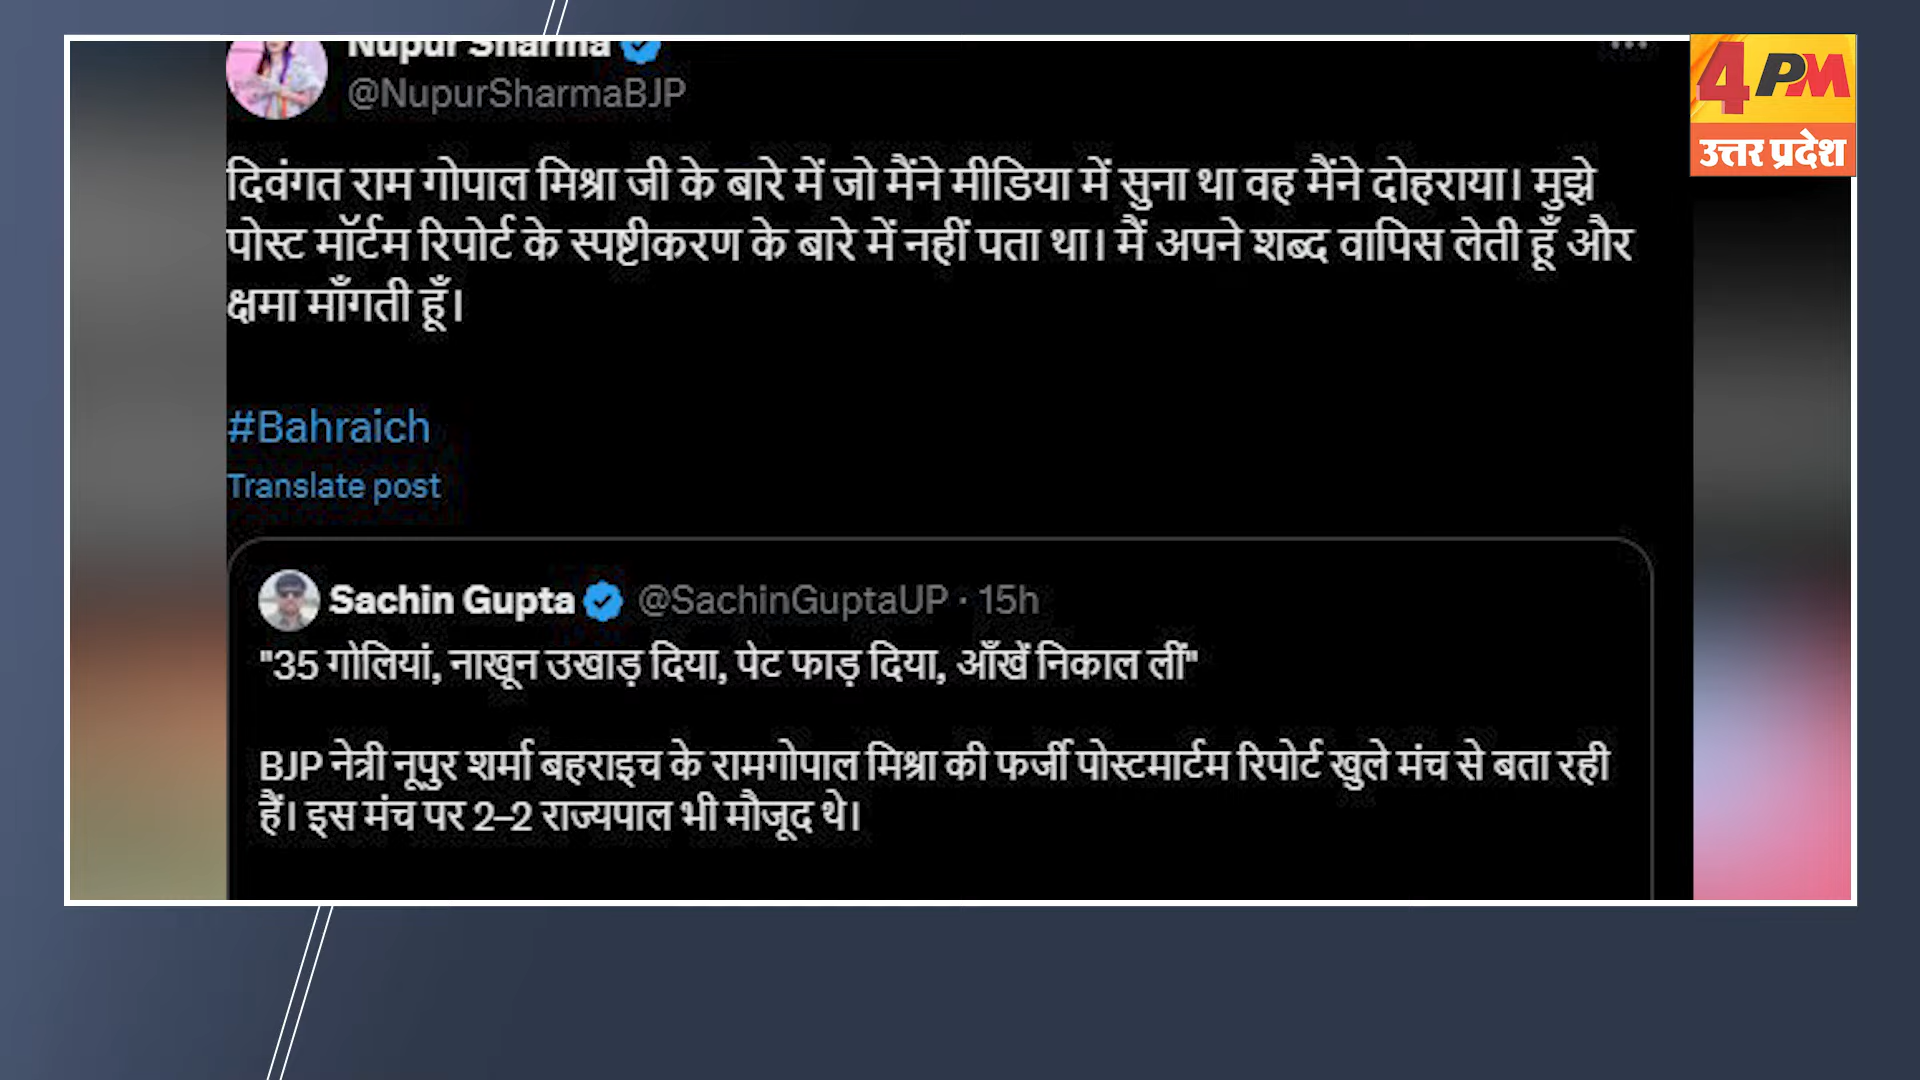 Nupur Sharma
@NupurSharmaBJP
4PM
उत्तर प्रदेश
दिवंगत राम गोपाल मिश्रा जी के बारे में जो मैंने मीडिया में सुना था वह मैंने दोहराया। मुझे
पोस्ट मॉर्टम रिपोर्ट के स्पष्टीकरण के बारे में नहीं पता था। मैं अपने शब्द वापिस लेती हूँ और
क्षमा माँगती हूँ।
#Bahraich
Translate post
Sachin Gupta @SachinGuptaUP · 15h
"35 गोलियां, नाखून उखाड़ दिया, पेट फाड़ दिया, आँखें निकाल लीं"
BJP नेत्री नूपुर शर्मा बहराइच के रामगोपाल मिश्रा की फर्जी पोस्टमार्टम रिपोर्ट खुले मंच से बता रही
हैं। इस मंच पर 2–2 राज्यपाल भी मौजूद थे।